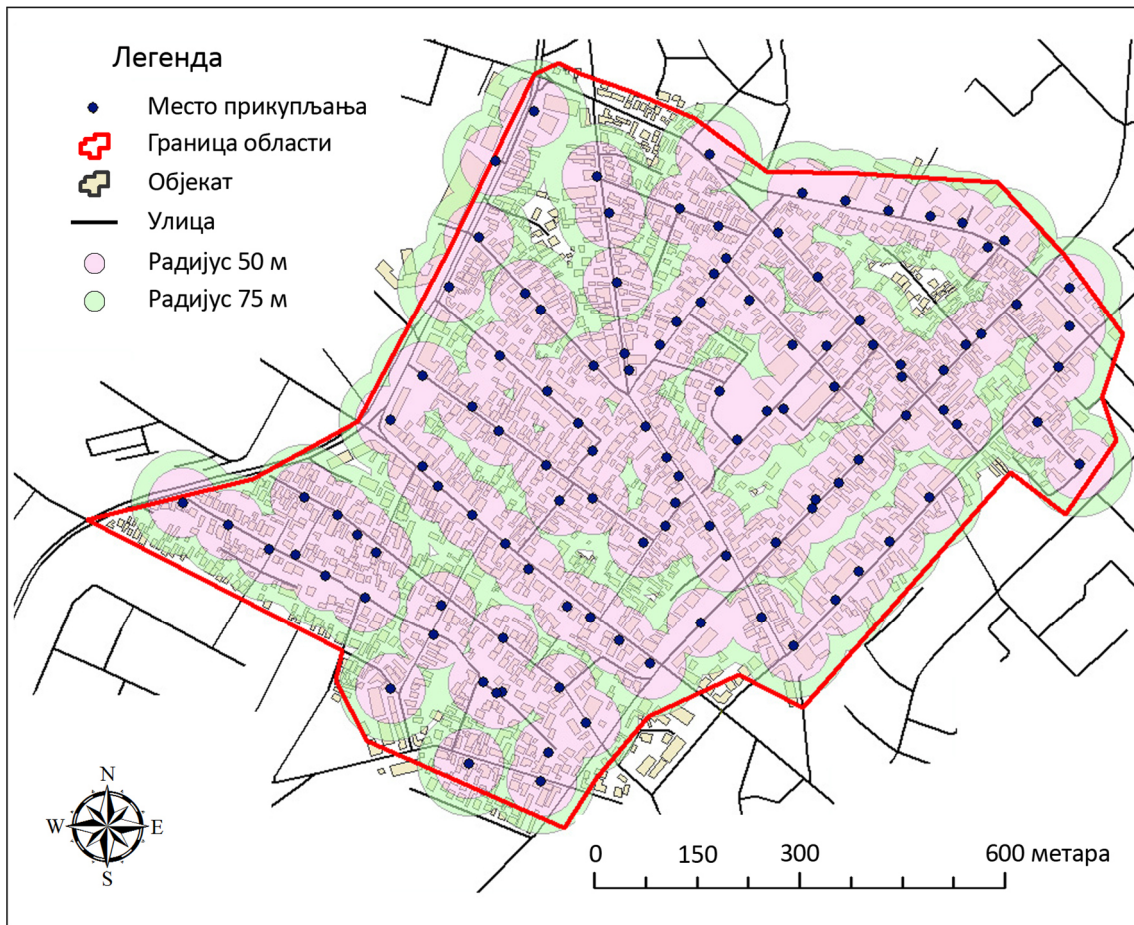 Легенда
Место прикупљања
Граница области
Објекат
Улица
Радијус 50 м
Радијус 75 м
N
W E
S
0 150 300 600 метара